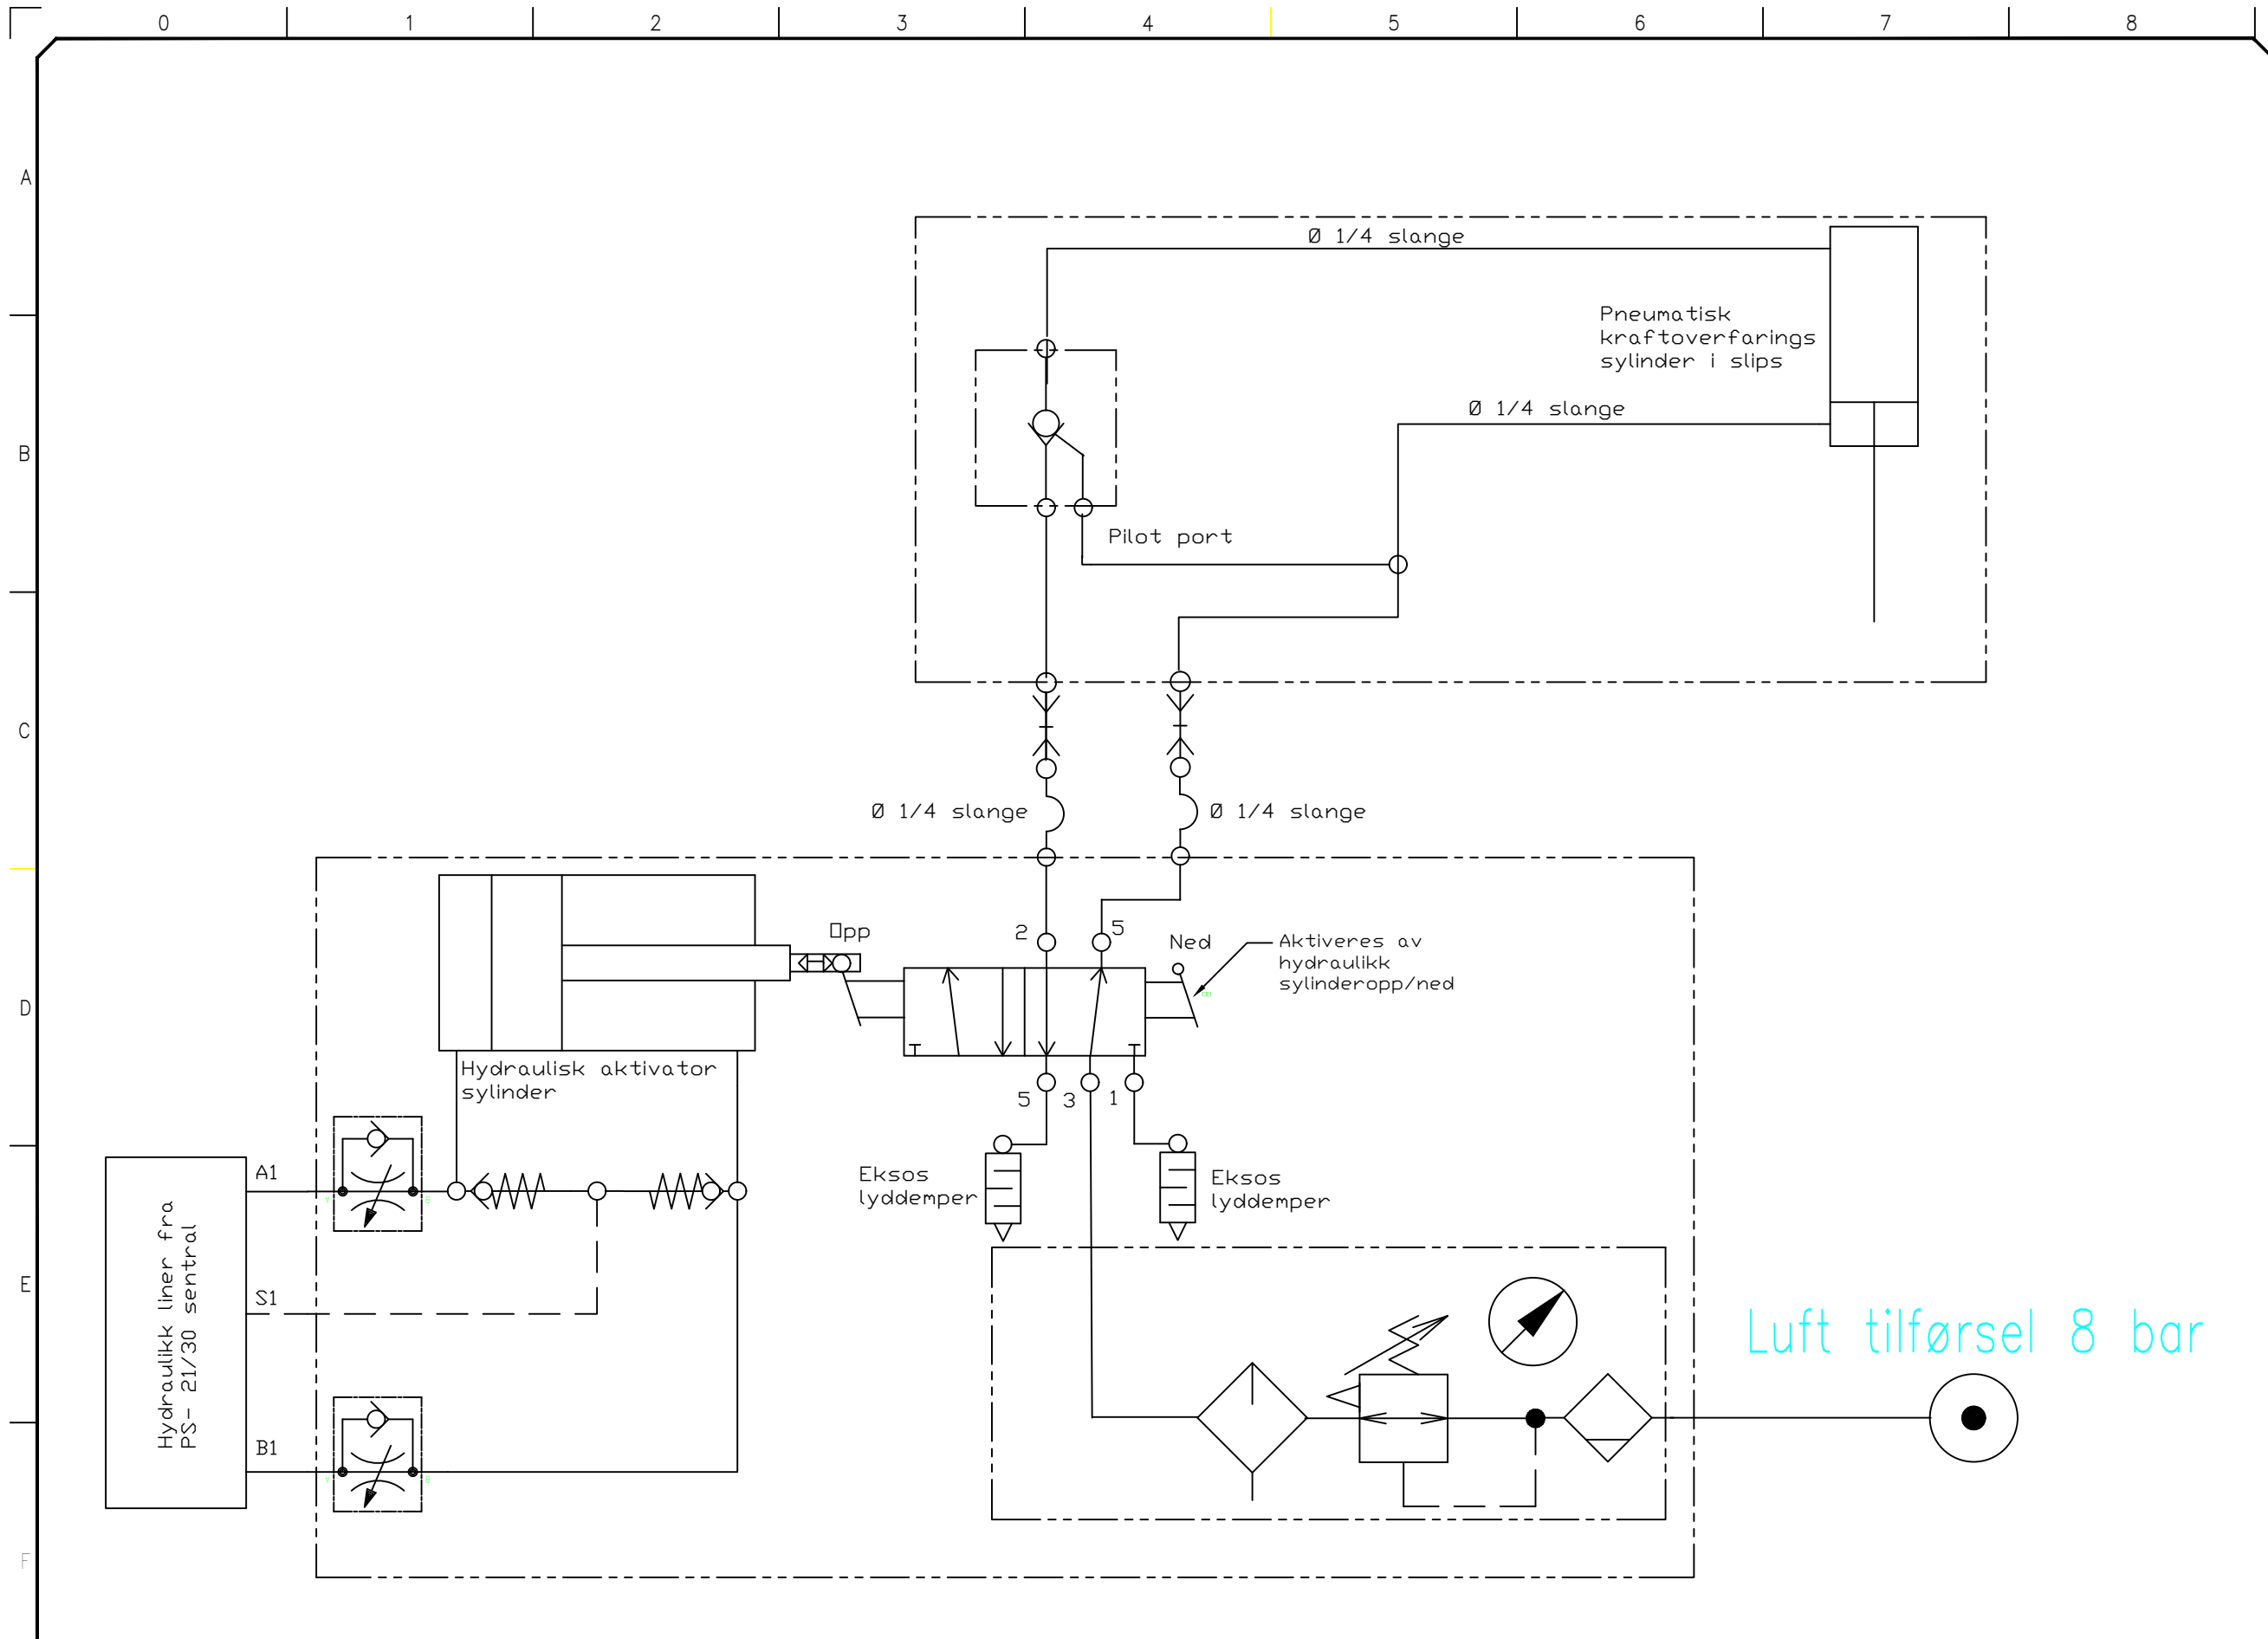 0 1 2 3 4 5 6 7 8
A
Ø 1/4 slange
Pneumatisk
kraftoverfarings
sylinder i slips
Ø 1/4 slange
B
Pilot port
C
Ø 1/4 slange
Ø 1/4 slange
Opp
2
5
Ned
Aktiveres av
hydraulikk
sylinderopp/ned
D
Hydraulisk aktivator
sylinder
5
3
1
Eksos
lyddemper
Eksos
lyddemper
A1
S1
B1
Hydraulikk liner fra
PS- 21/30 sentral
E
Luft tilførsel 8 bar
F